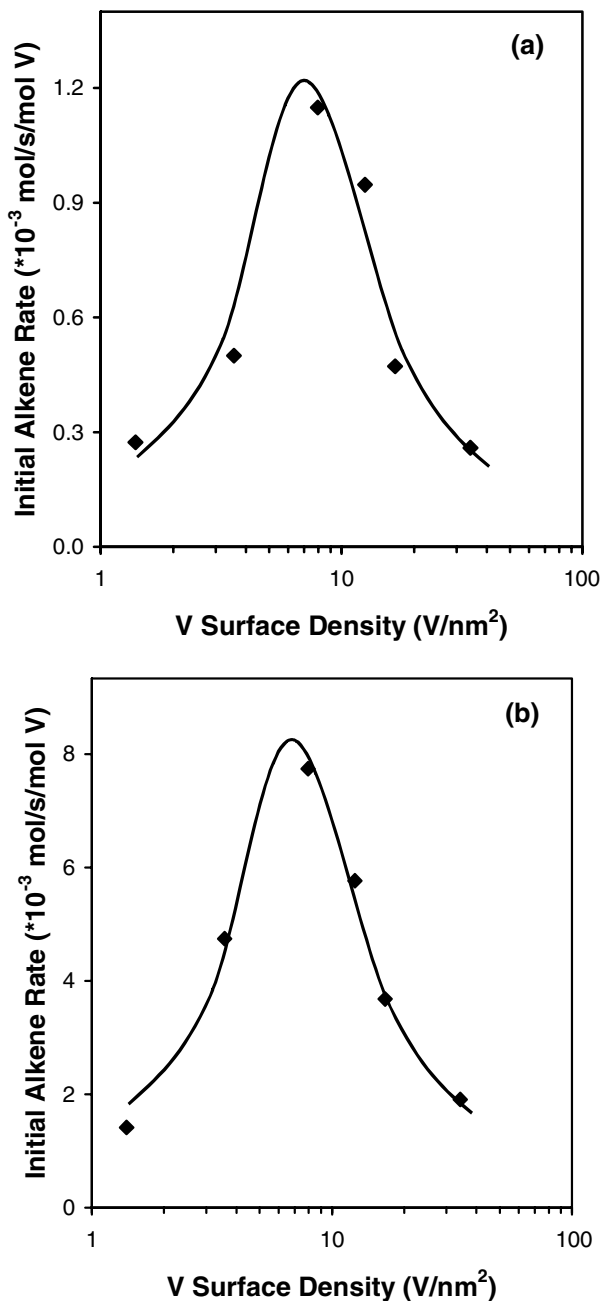 (a)
Initial Alkene Rate (*10⁻³ mol/s/mol V)
1.2
0.9
0.6
0.3
0.0
1 10 100
V Surface Density (V/nm²)
(b)
Initial Alkene Rate (*10⁻³ mol/s/mol V)
8
6
4
2
0
1 10 100
V Surface Density (V/nm²)